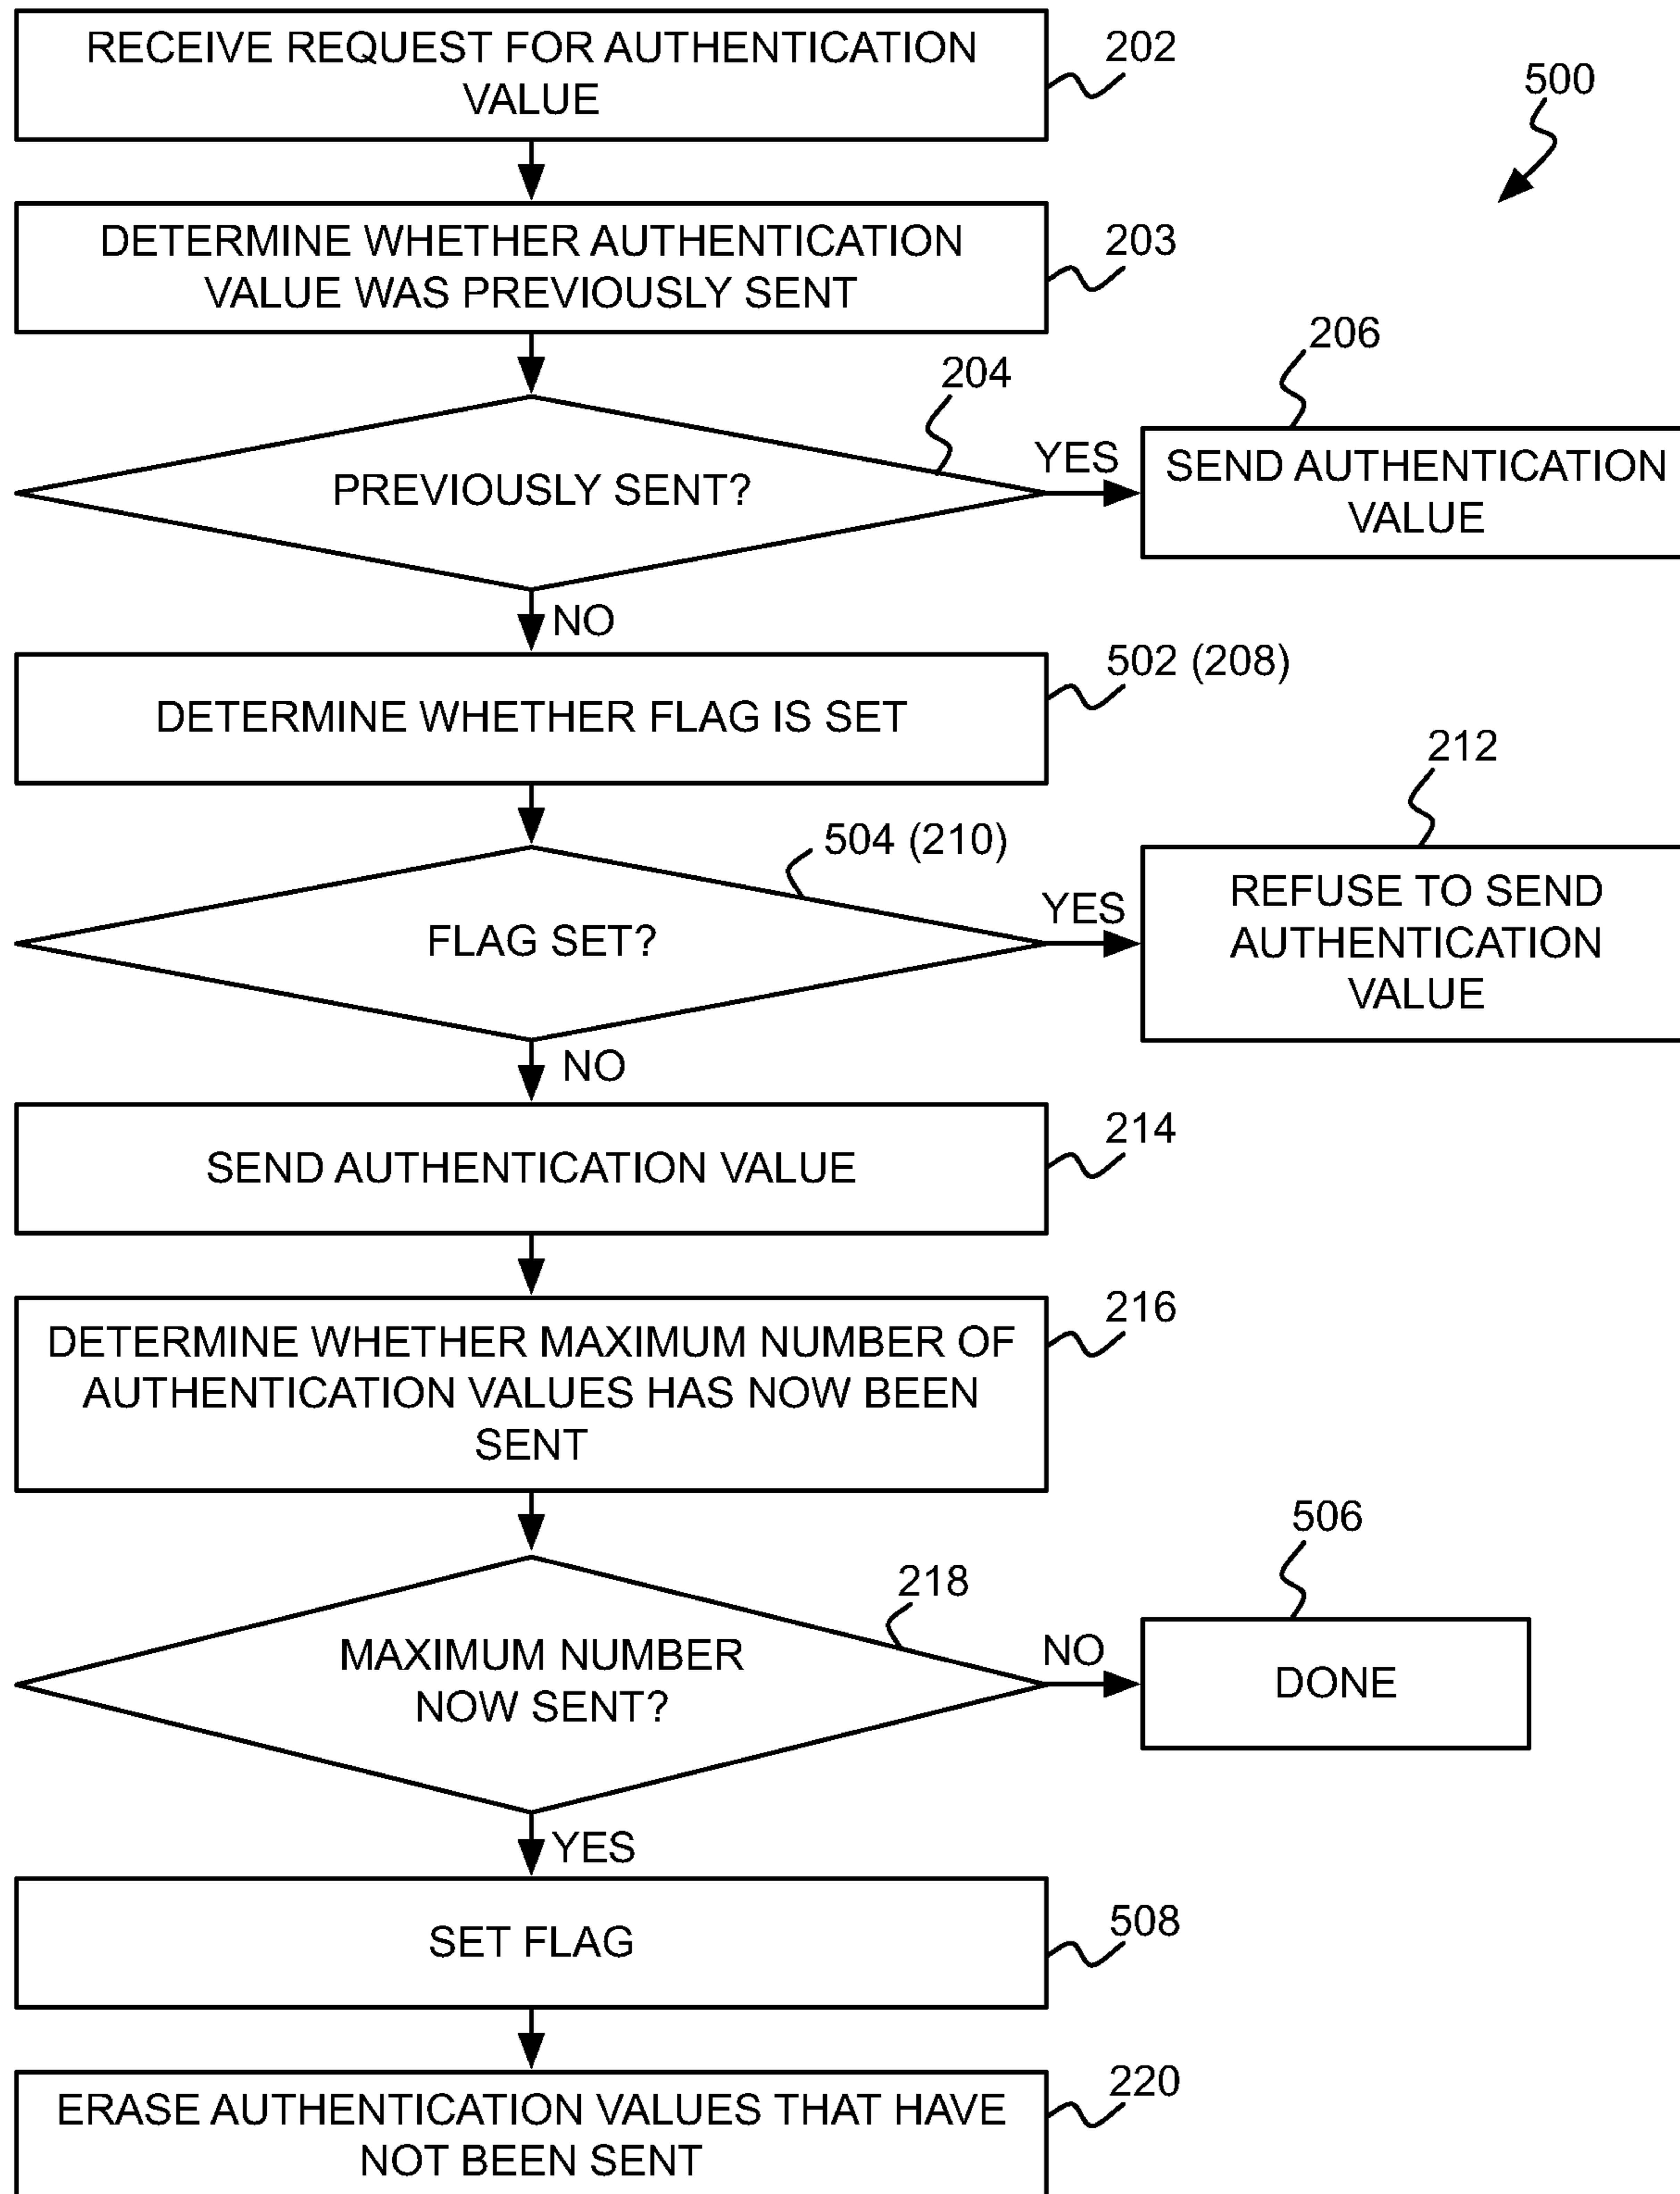 RECEIVE REQUEST FOR AUTHENTICATION
VALUE
202
500
DETERMINE WHETHER AUTHENTICATION
VALUE WAS PREVIOUSLY SENT
203
206
204
PREVIOUSLY SENT?
YES
SEND AUTHENTICATION
VALUE
NO
502 (208)
DETERMINE WHETHER FLAG IS SET
212
504 (210)
FLAG SET?
YES
REFUSE TO SEND
AUTHENTICATION
VALUE
NO
214
SEND AUTHENTICATION VALUE
216
DETERMINE WHETHER MAXIMUM NUMBER OF
AUTHENTICATION VALUES HAS NOW BEEN
SENT
506
218
MAXIMUM NUMBER
NOW SENT?
NO
DONE
YES
SET FLAG
508
220
ERASE AUTHENTICATION VALUES THAT HAVE
NOT BEEN SENT